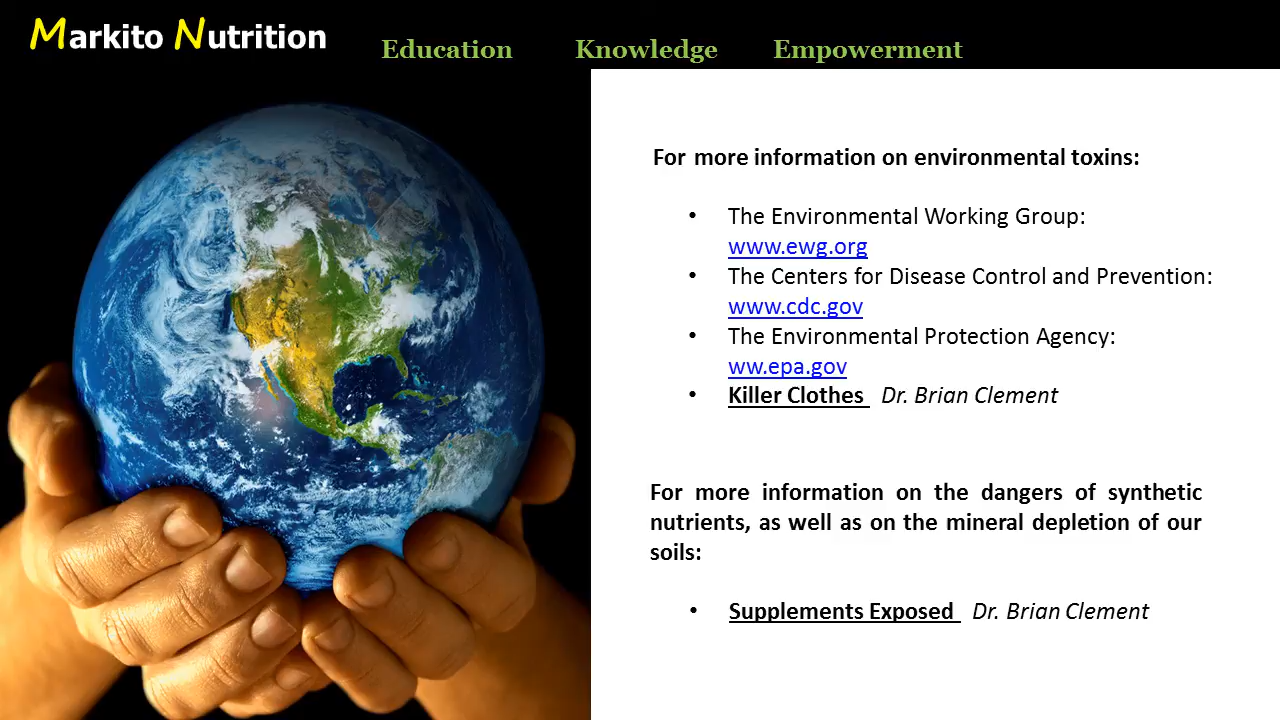 Markito Nutrition
Education Knowledge Empowerment
For more information on environmental toxins:
• The Environmental Working Group:
www.ewg.org
• The Centers for Disease Control and Prevention:
www.cdc.gov
• The Environmental Protection Agency:
ww.epa.gov
• Killer Clothes Dr. Brian Clement
For more information on the dangers of synthetic
nutrients, as well as on the mineral depletion of our
soils:
• Supplements Exposed Dr. Brian Clement